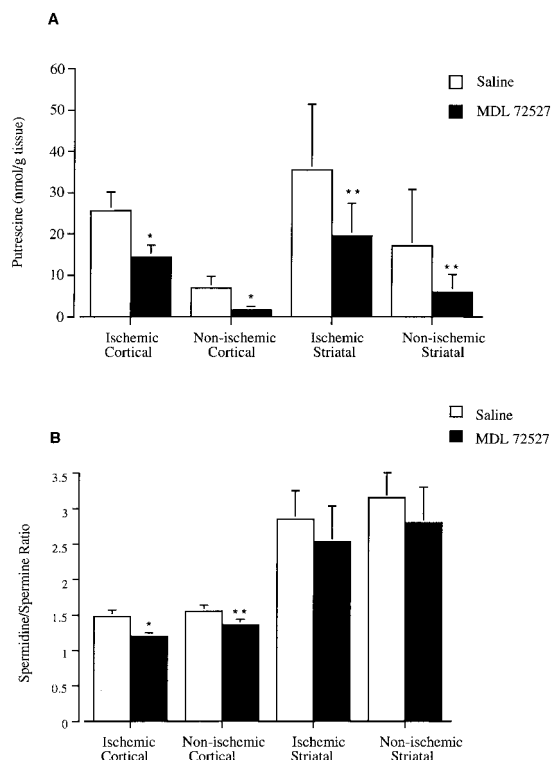 A
60
50
40
30
20
10
0
Putrescine (nmol/g tissue)
Saline
MDL 72527
*
*
**
**
Ischemic Non-ischemic Ischemic Non-ischemic
Cortical Cortical Striatal Striatal
B
Saline
MDL 72527
3.5
3
2.5
2
1.5
1
0.5
0
Spermidine/Spermine Ratio
*
**
Ischemic Non-ischemic Ischemic Non-ischemic
Cortical Cortical Striatal Striatal